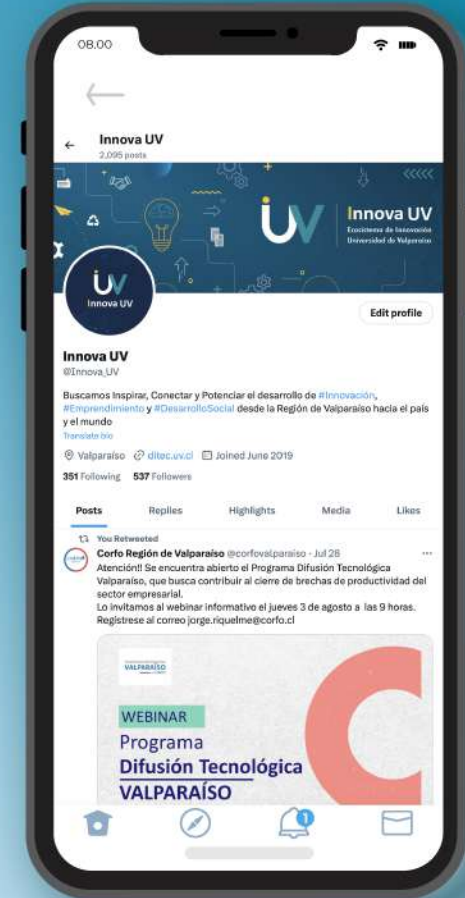 08.00
Innova UV
2,095 posts
UV
Innova UV
Ecosistema de Innovación
Universidad de Valparaíso
UV
Innova UV
Edit profile
Innova UV
@Innova_UV
Buscamos Inspirar, Conectar y Potenciar el desarrollo de #Innovación,
#Emprendimiento y #DesarrolloSocial desde la Región de Valparaíso hacia el país
y el mundo
Translate bio
Valparaíso ditec.uv.cl Joined June 2019
351 Following 537 Followers
Posts Replies Highlights Media Likes
You Retweeted
Corfo Región de Valparaíso @corfovalparaiso · Jul 28
Atención!! Se encuentra abierto el Programa Difusión Tecnológica
Valparaíso, que busca contribuir al cierre de brechas de productividad del
sector empresarial.
Lo invitamos al webinar informativo el jueves 3 de agosto a las 9 horas.
Regístrese al correo jorge.riquelme@corfo.cl
VALPARAÍSO
WEBINAR
Programa
Difusión Tecnológica
VALPARAÍSO
1